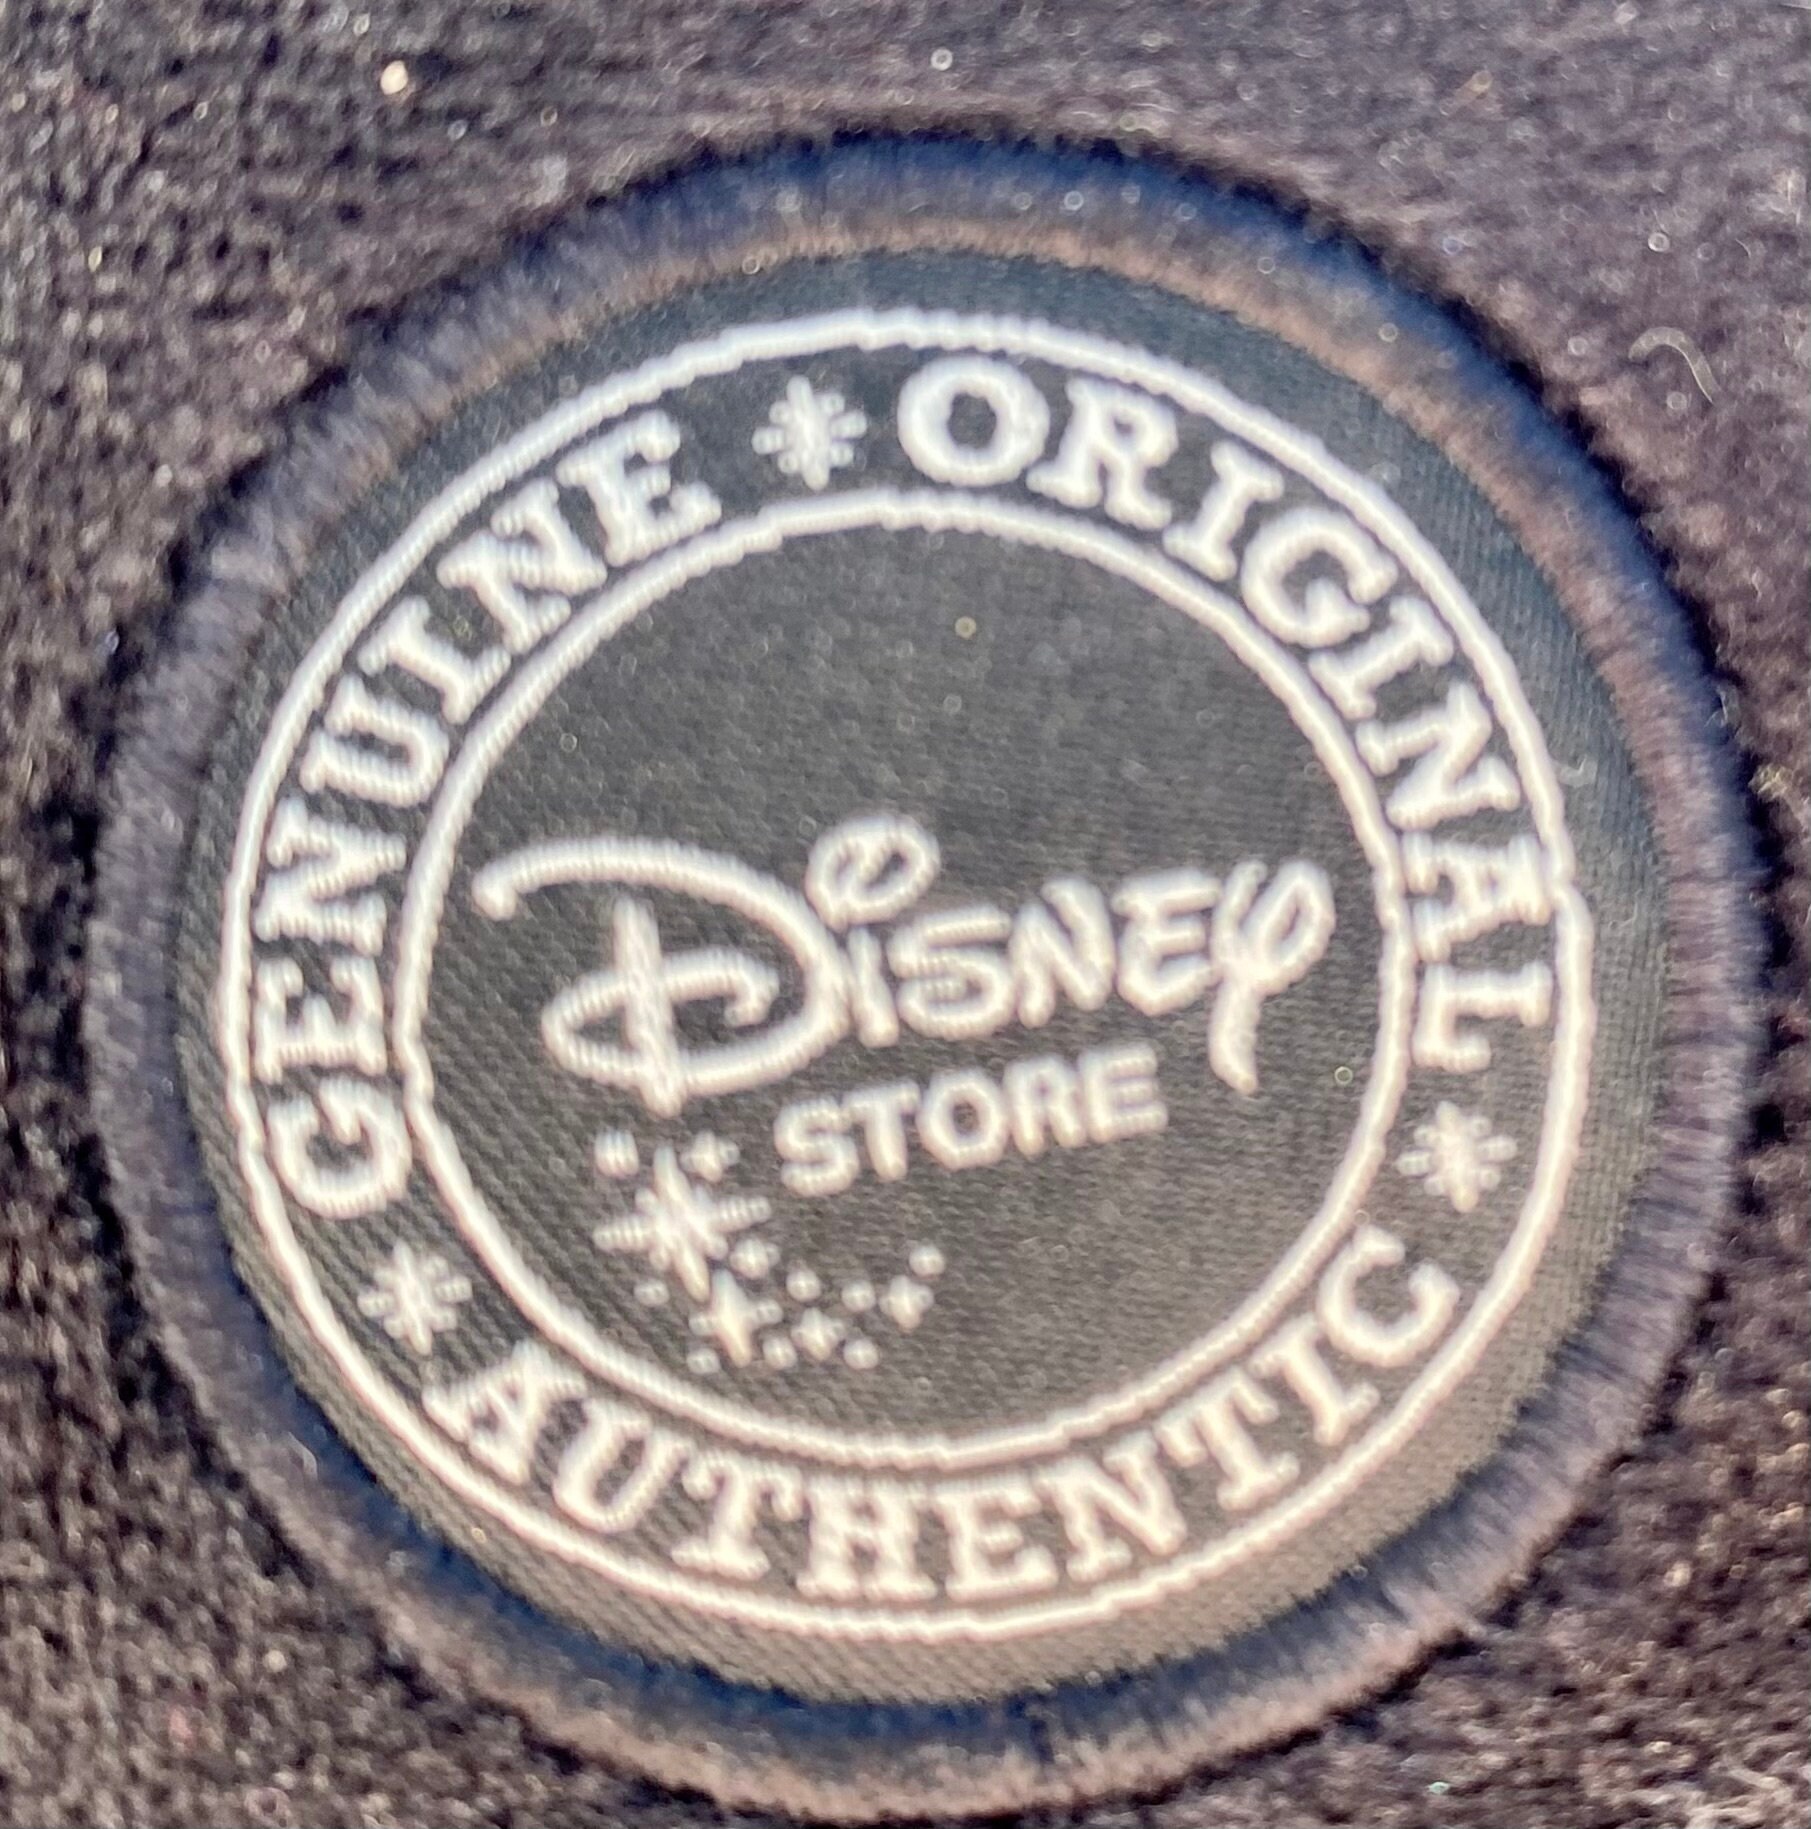 GENUINE * ORIGINAL * AUTHENTIC *
Disney
STORE